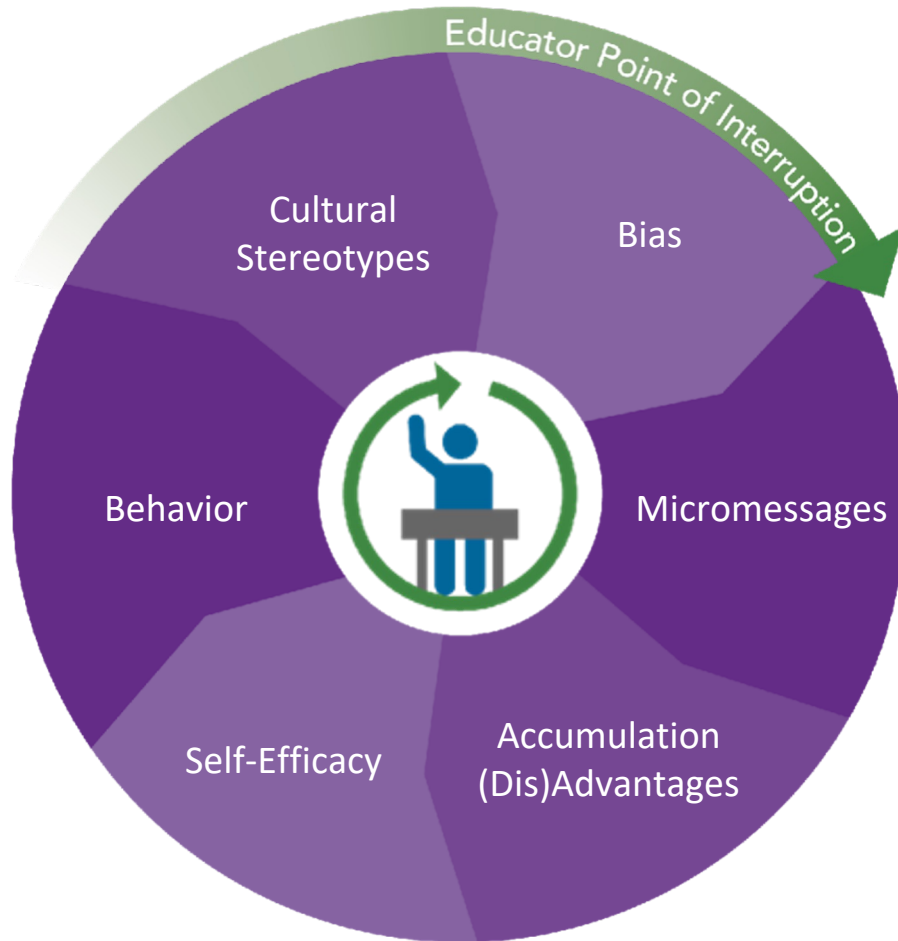 Educator Point of Interruption
Cultural
Stereotypes
Bias
Behavior
Micromessages
Self-Efficacy
Accumulation
(Dis)Advantages